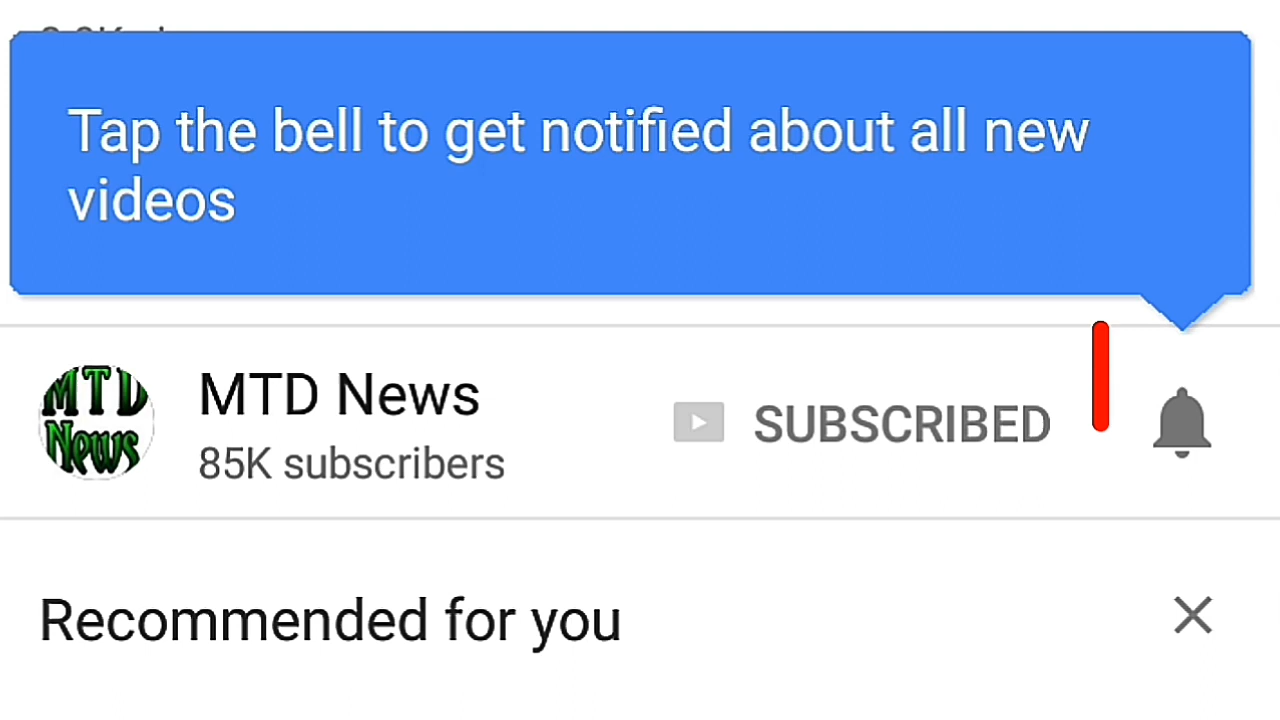 Tap the bell to get notified about all new
videos
MTD
News
MTD News
85K subscribers
SUBSCRIBED
Recommended for you